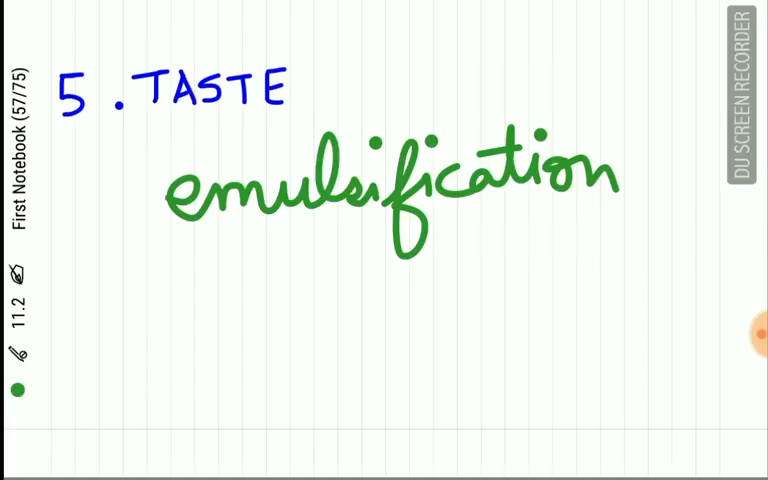 5. TASTE
emulsification
First Notebook (57/75)
11.2
DU SCREEN RECORDER